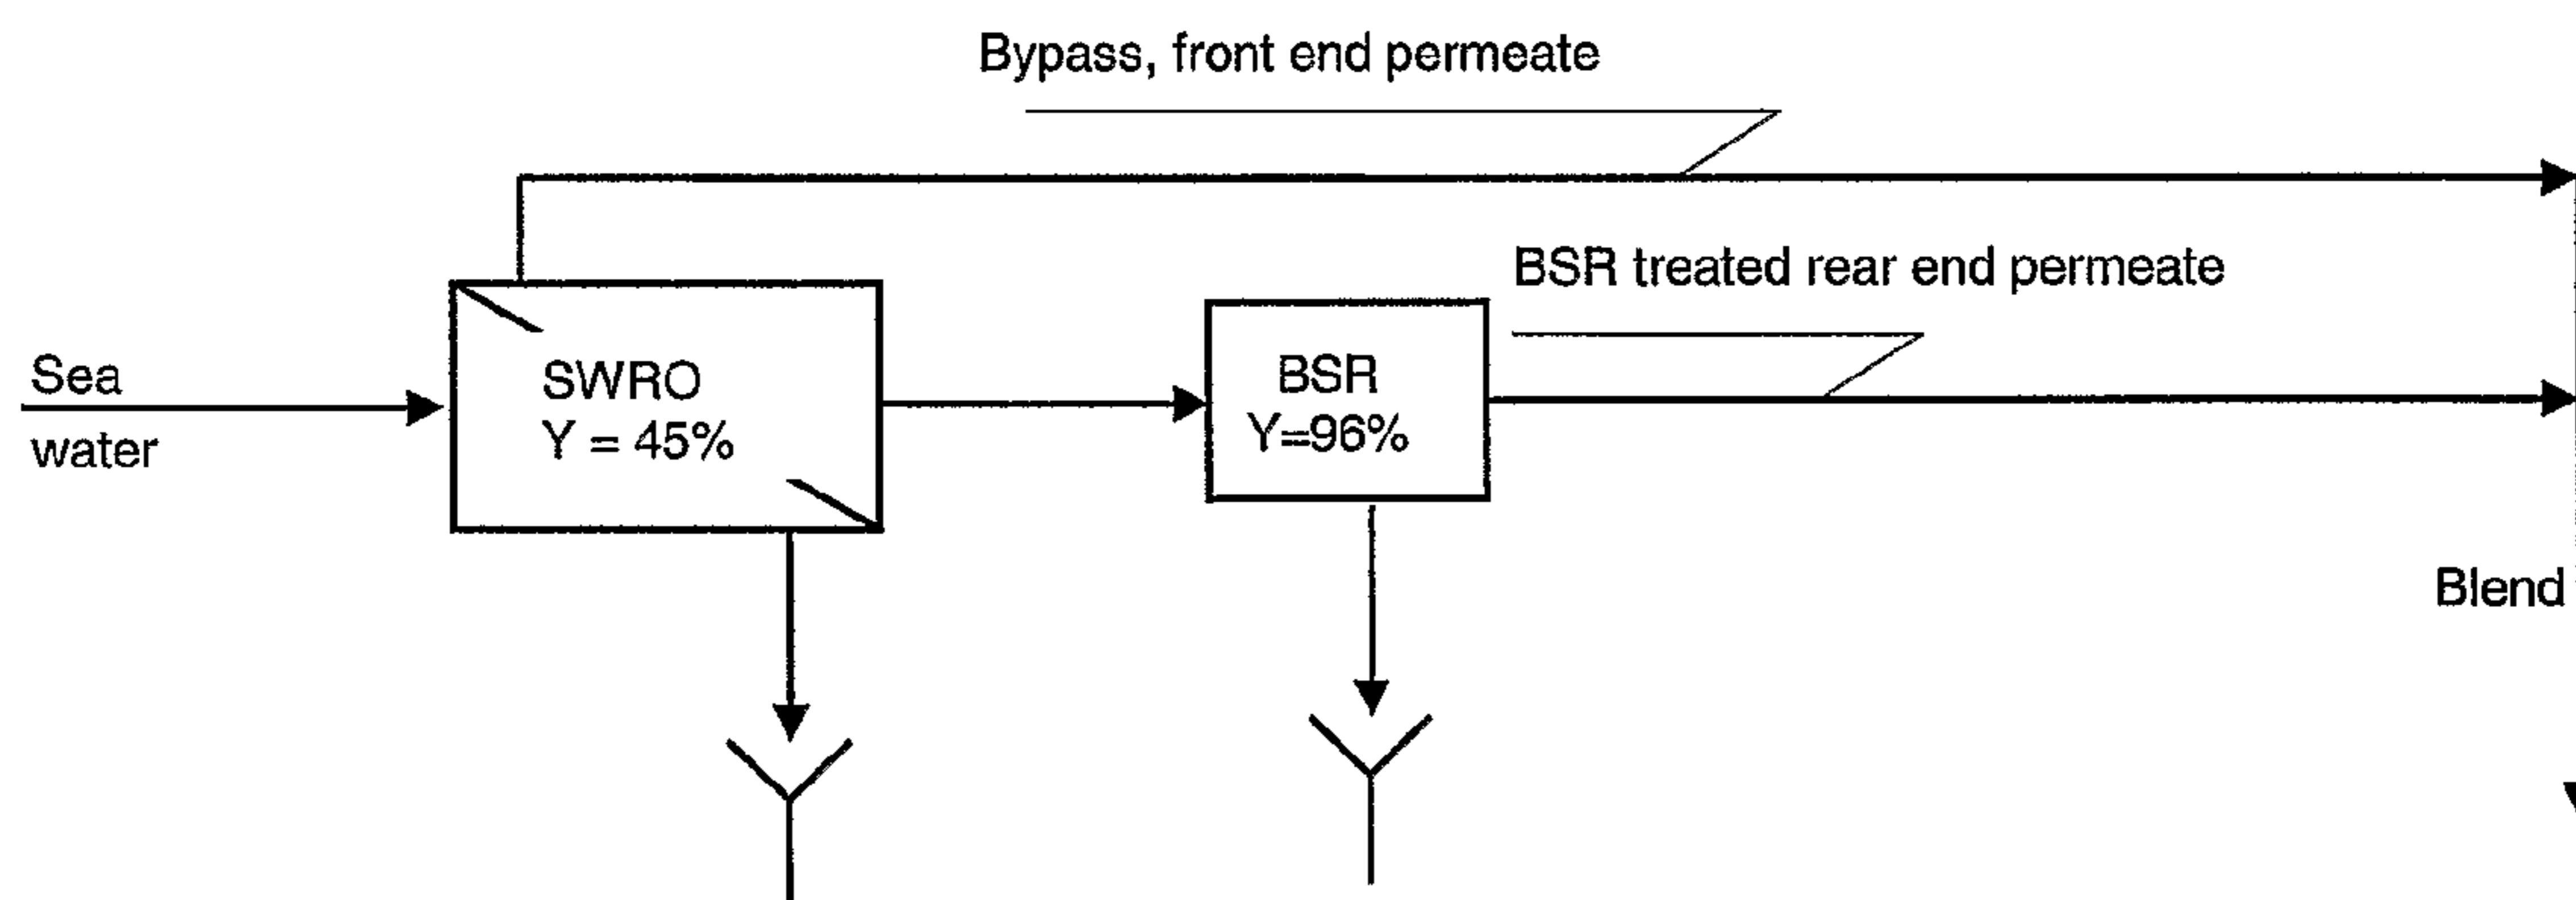 Bypass, front end permeate
BSR treated rear end permeate
Sea
water
SWRO
Y = 45%
BSR
Y=96%
Blend